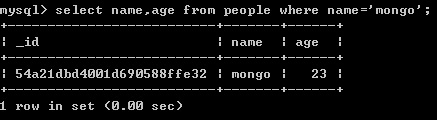 mysql> select name,age from people where name='mongo';
+--------------------------+-------+------+
¦ _id                      ¦ name  ¦ age  ¦
+--------------------------+-------+------+
¦ 54a21dbd4001d690588ffe32 ¦ mongo ¦   23 ¦
+--------------------------+-------+------+
1 row in set (0.00 sec)